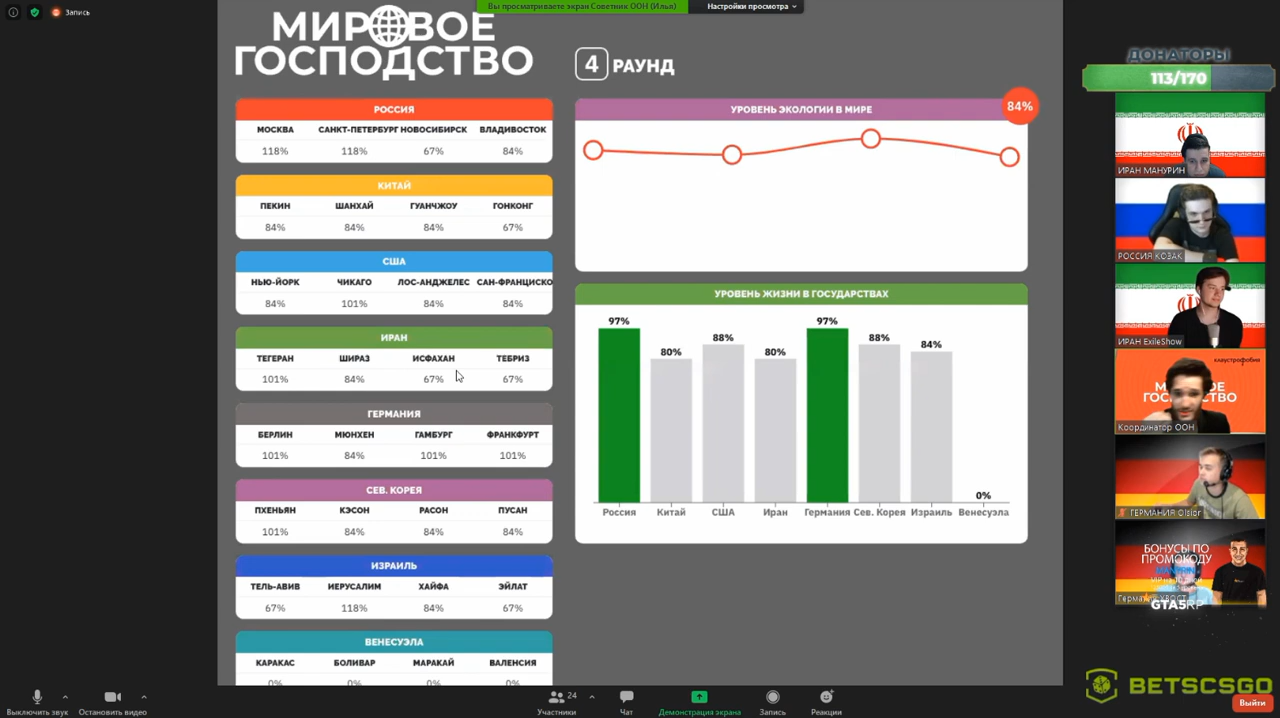 Запись
Вы просматриваете экран Советник ООН (Илья)
Настройки просмотра
МИРОВОЕ
ГОСПОДСТВО
4 РАУНД
РОССИЯ
МОСКВА САНКТ-ПЕТЕРБУРГ НОВОСИБИРСК ВЛАДИВОСТОК
118% 118% 67% 84%
КИТАЙ
ПЕКИН ШАНХАЙ ГУАНЧЖОУ ГОНКОНГ
84% 84% 84% 67%
США
НЬЮ-ЙОРК ЧИКАГО ЛОС-АНДЖЕЛЕС САН-ФРАНЦИСКО
84% 101% 84% 84%
ИРАН
ТЕГЕРАН ШИРАЗ ИСФАХАН ТЕБРИЗ
101% 84% 67% 67%
ГЕРМАНИЯ
БЕРЛИН МЮНХЕН ГАМБУРГ ФРАНКФУРТ
101% 84% 101% 101%
СЕВ. КОРЕЯ
ПХЕНЬЯН КЭСОН РАСОН ПУСАН
101% 84% 84% 84%
ИЗРАИЛЬ
ТЕЛЬ-АВИВ ИЕРУСАЛИМ ХАЙФА ЭЙЛАТ
67% 118% 84% 67%
ВЕНЕСУЭЛА
КАРАКАС БОЛИВАР МАРАКАЙ ВАЛЕНСИЯ
0% 0% 0% 0%
УРОВЕНЬ ЭКОЛОГИИ В МИРЕ
84%
УРОВЕНЬ ЖИЗНИ В ГОСУДАРСТВАХ
97% 80% 88% 80% 97% 88% 84% 0%
Россия Китай США Иран Германия Сев. Корея Израиль Венесуэла
ДОНАТОРЫ
113/170
ИРАН МАНУРИН
РОССИЯ КОЗАК
ИРАН ExileShow
клаустрофобия
Координатор ООН
ГЕРМАНИЯ Olsior
БОНУСЫ ПО
ПРОМОКОДУ
GTA5RP
BETSCSGO
Выключить звук
Остановить видео
24
Участники
Чат
Демонстрация экрана
Запись
Реакции
Выйти